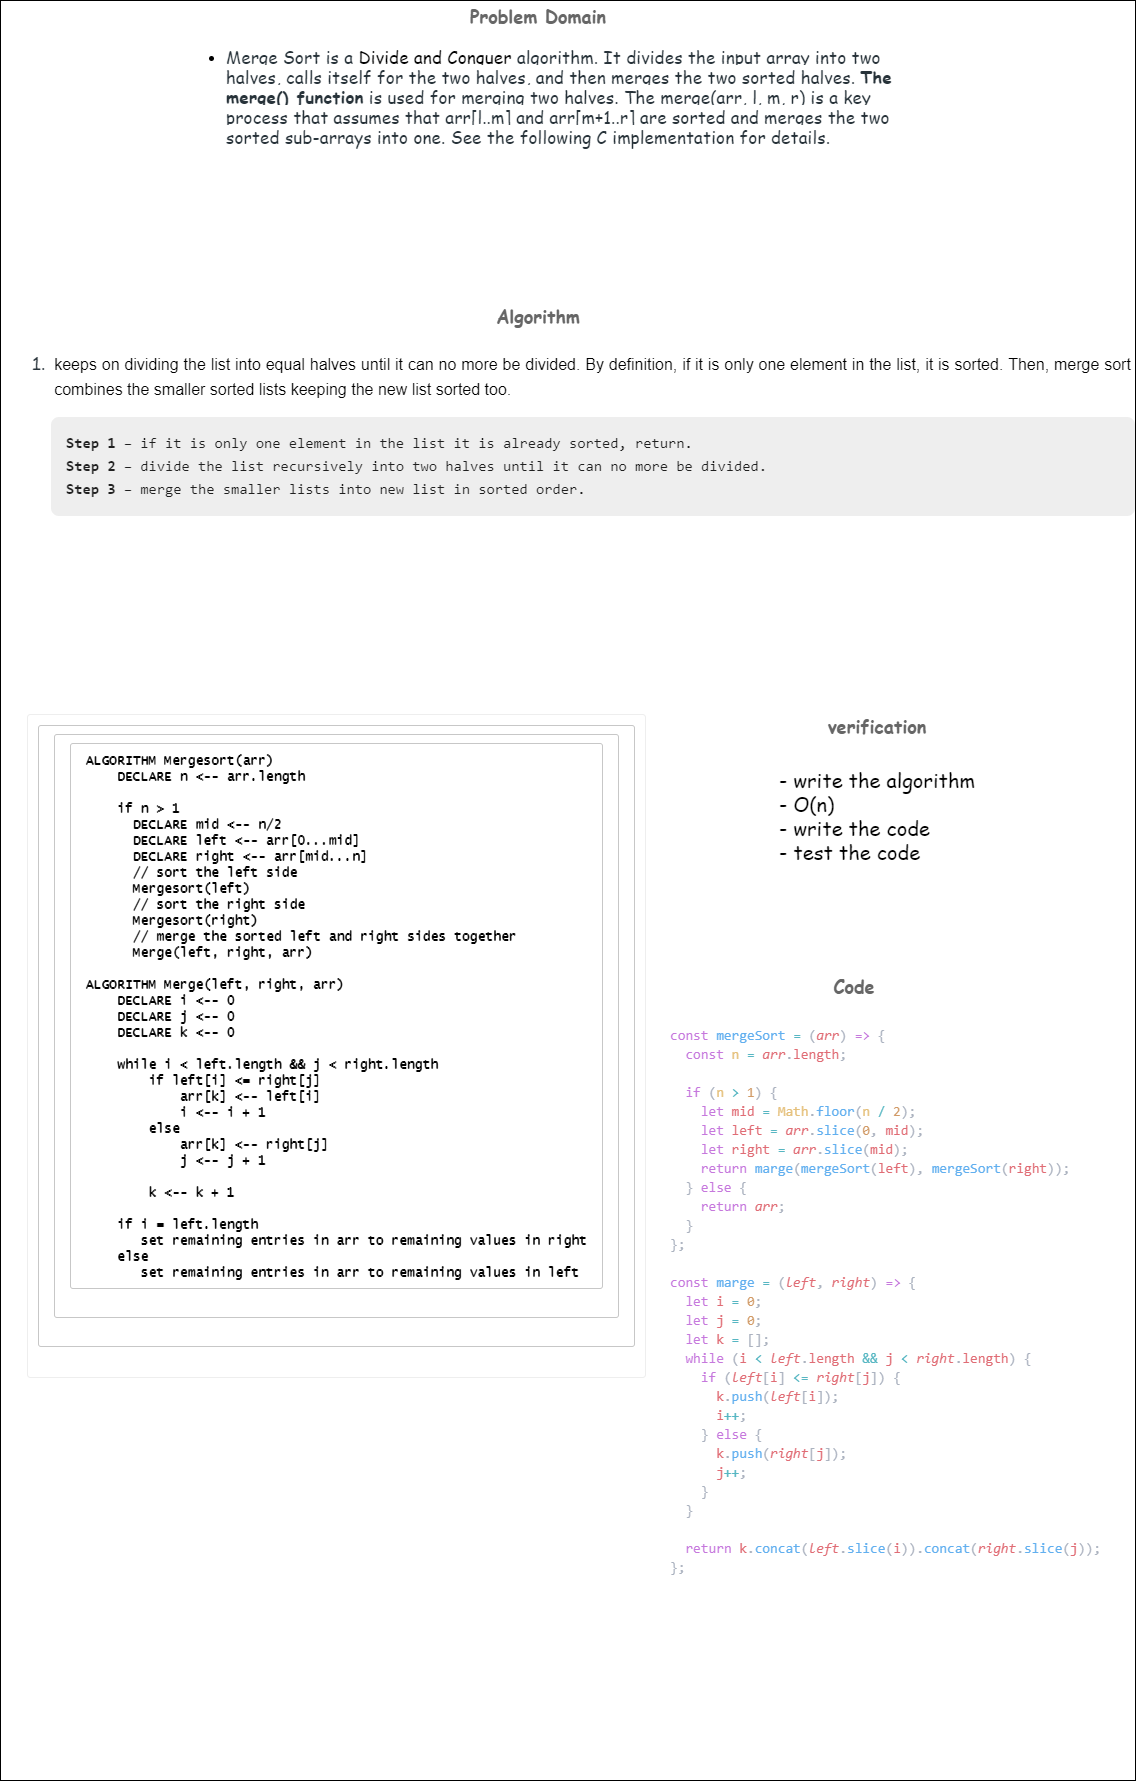 Problem Domain
• Merge Sort is a Divide and Conquer algorithm. It divides the input array into two
halves, calls itself for the two halves, and then merges the two sorted halves. The
merge() function is used for merging two halves. The merge(arr, l, m, r) is a key
process that assumes that arr[l..m] and arr[m+1..r] are sorted and merges the two
sorted sub-arrays into one. See the following C implementation for details.
Algorithm
1. keeps on dividing the list into equal halves until it can no more be divided. By definition, if it is only one element in the list, it is sorted. Then, merge sort
combines the smaller sorted lists keeping the new list sorted too.
Step 1 – if it is only one element in the list it is already sorted, return.
Step 2 – divide the list recursively into two halves until it can no more be divided.
Step 3 – merge the smaller lists into new list in sorted order.
ALGORITHM Mergesort(arr)
    DECLARE n <-- arr.length

    if n > 1
      DECLARE mid <-- n/2
      DECLARE left <-- arr[0...mid]
      DECLARE right <-- arr[mid...n]
      // sort the left side
      Mergesort(left)
      // sort the right side
      Mergesort(right)
      // merge the sorted left and right sides together
      Merge(left, right, arr)

ALGORITHM Merge(left, right, arr)
    DECLARE i <-- 0
    DECLARE j <-- 0
    DECLARE k <-- 0

    while i < left.length && j < right.length
        if left[i] <= right[j]
            arr[k] <-- left[i]
            i <-- i + 1
        else
            arr[k] <-- right[j]
            j <-- j + 1

        k <-- k + 1

    if i = left.length
       set remaining entries in arr to remaining values in right
    else
       set remaining entries in arr to remaining values in left
verification
- write the algorithm
- O(n)
- write the code
- test the code
Code
const mergeSort = (arr) => {
  const n = arr.length;

  if (n > 1) {
    let mid = Math.floor(n / 2);
    let left = arr.slice(0, mid);
    let right = arr.slice(mid);
    return marge(mergeSort(left), mergeSort(right));
  } else {
    return arr;
  }
};

const marge = (left, right) => {
  let i = 0;
  let j = 0;
  let k = [];
  while (i < left.length && j < right.length) {
    if (left[i] <= right[j]) {
      k.push(left[i]);
      i++;
    } else {
      k.push(right[j]);
      j++;
    }
  }

  return k.concat(left.slice(i)).concat(right.slice(j));
};